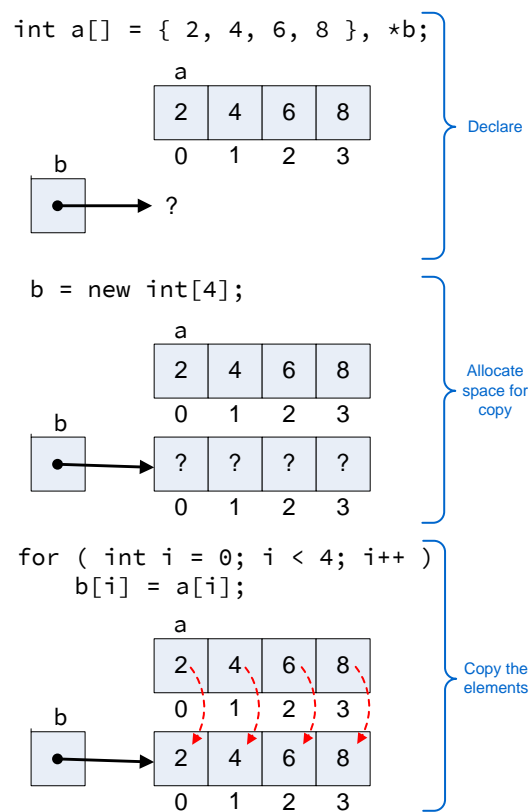 int a[] = { 2, 4, 6, 8 }, *b;
a
2 4 6 8
0 1 2 3
b
?
Declare
b = new int[4];
a
2 4 6 8
0 1 2 3
b
? ? ? ?
0 1 2 3
Allocate
space for
copy
for ( int i = 0; i < 4; i++ )
b[i] = a[i];
a
2 4 6 8
0 1 2 3
b
2 4 6 8
0 1 2 3
Copy the
elements